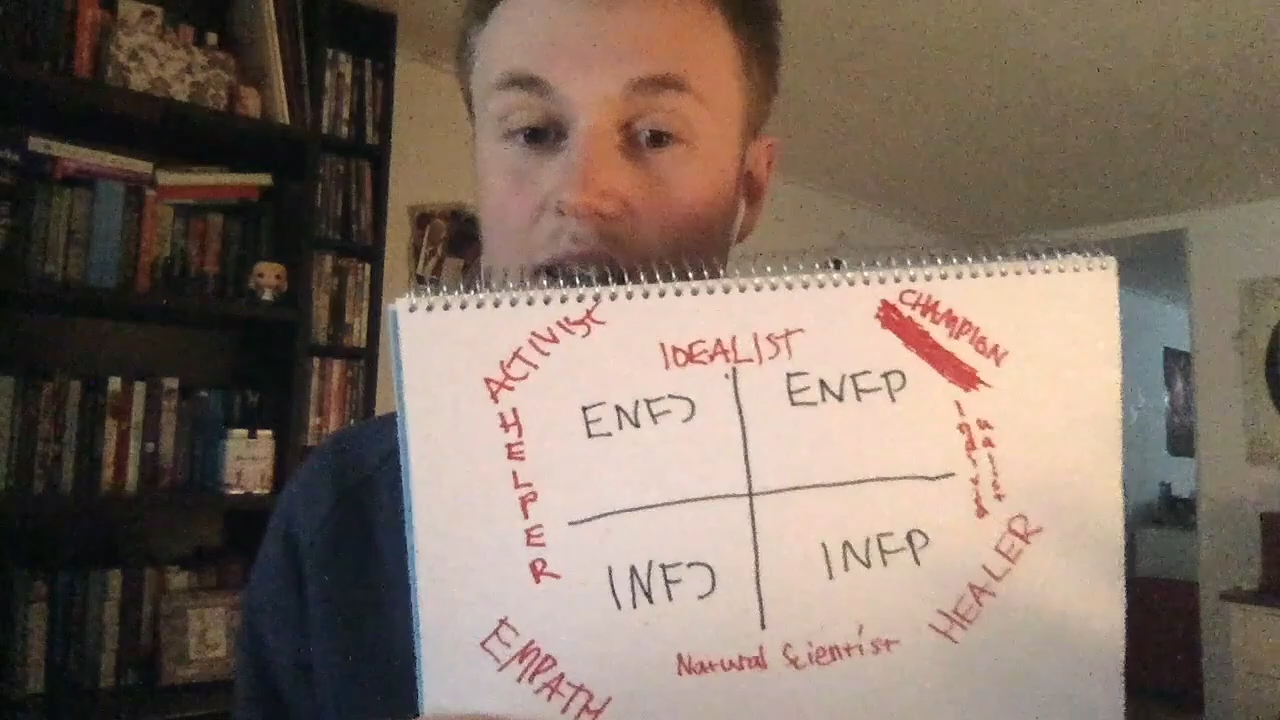 ACTIVIST
IDEALIST
CHAMPION
ENFJ
ENFP
HELPER
INFJ
INFP
HEALER
EMPATH
Natural Scientist